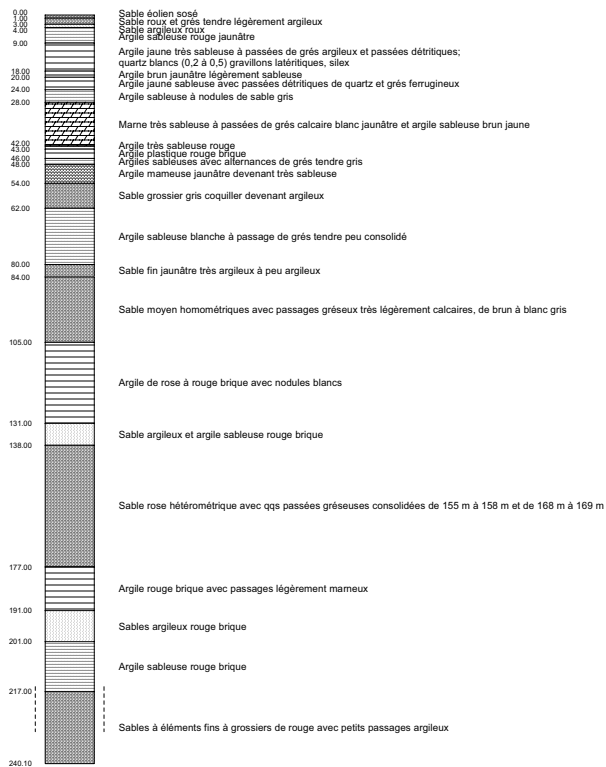 0.00 Sable éolien sosé
1.00 Sable roux et grés tendre légèrement argileux
3.00 Sable argileux roux
4.00 Argile sableuse rouge jaunâtre
9.00
Argile jaune très sableuse à passées de grés argileux et passées détritiques;
quartz blancs (0,2 à 0,5) gravillons latéritiques, silex
18.00 Argile brun jaunâtre légèrement sableuse
20.00 Argile jaune sableuse avec passées détritiques de quartz et grés ferrugineux
24.00 Argile sableuse à nodules de sable gris
28.00
Marne très sableuse à passées de grés calcaire blanc jaunâtre et argile sableuse brun jaune
42.00 Argile très sableuse rouge
43.00 Argile plastique rouge brique
46.00 Argiles sableuses avec alternances de grés tendre gris
48.00 Argile marneuse jaunâtre devenant très sableuse
54.00
Sable grossier gris coquiller devenant argileux
62.00
Argile sableuse blanche à passage de grés tendre peu consolidé
80.00
Sable fin jaunâtre très argileux à peu argileux
84.00
Sable moyen homométriques avec passages gréseux très légèrement calcaires, de brun à blanc gris
105.00
Argile de rose à rouge brique avec nodules blancs
131.00
Sable argileux et argile sableuse rouge brique
138.00
Sable rose hétérométrique avec qqs passées gréseuses consolidées de 155 m à 158 m et de 168 m à 169 m
177.00
Argile rouge brique avec passages légèrement marneux
191.00
Sables argileux rouge brique
201.00
Argile sableuse rouge brique
217.00
Sables à éléments fins à grossiers de rouge avec petits passages argileux
240.10